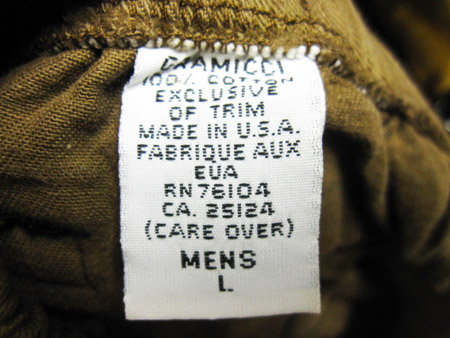 GRAMICCI
100% COTTON
EXCLUSIVE
OF TRIM
MADE IN U.S.A.
FABRIQUE AUX
EUA
RN76104
CA. 25124
(CARE OVER)
MENS
L